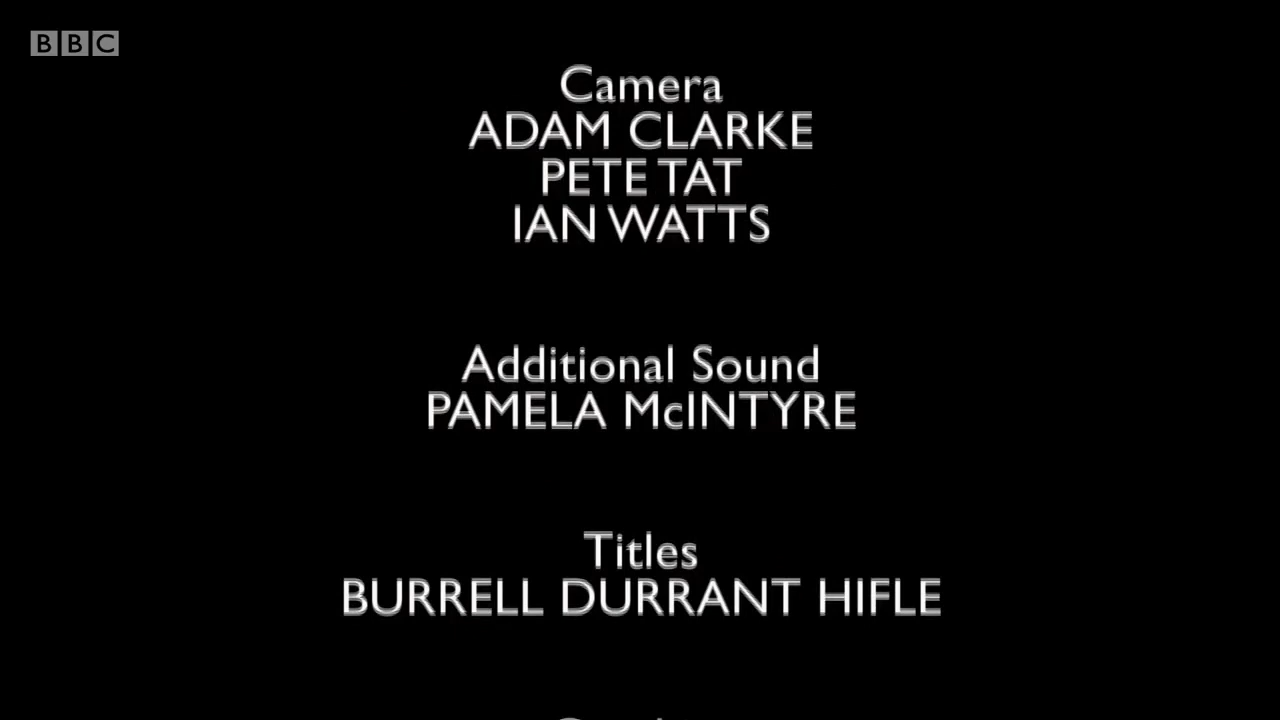 BBC
Camera
ADAM CLARKE
PETE TAT
IAN WATTS
Additional Sound
PAMELA McINTYRE
Titles
BURRELL DURRANT HIFLE